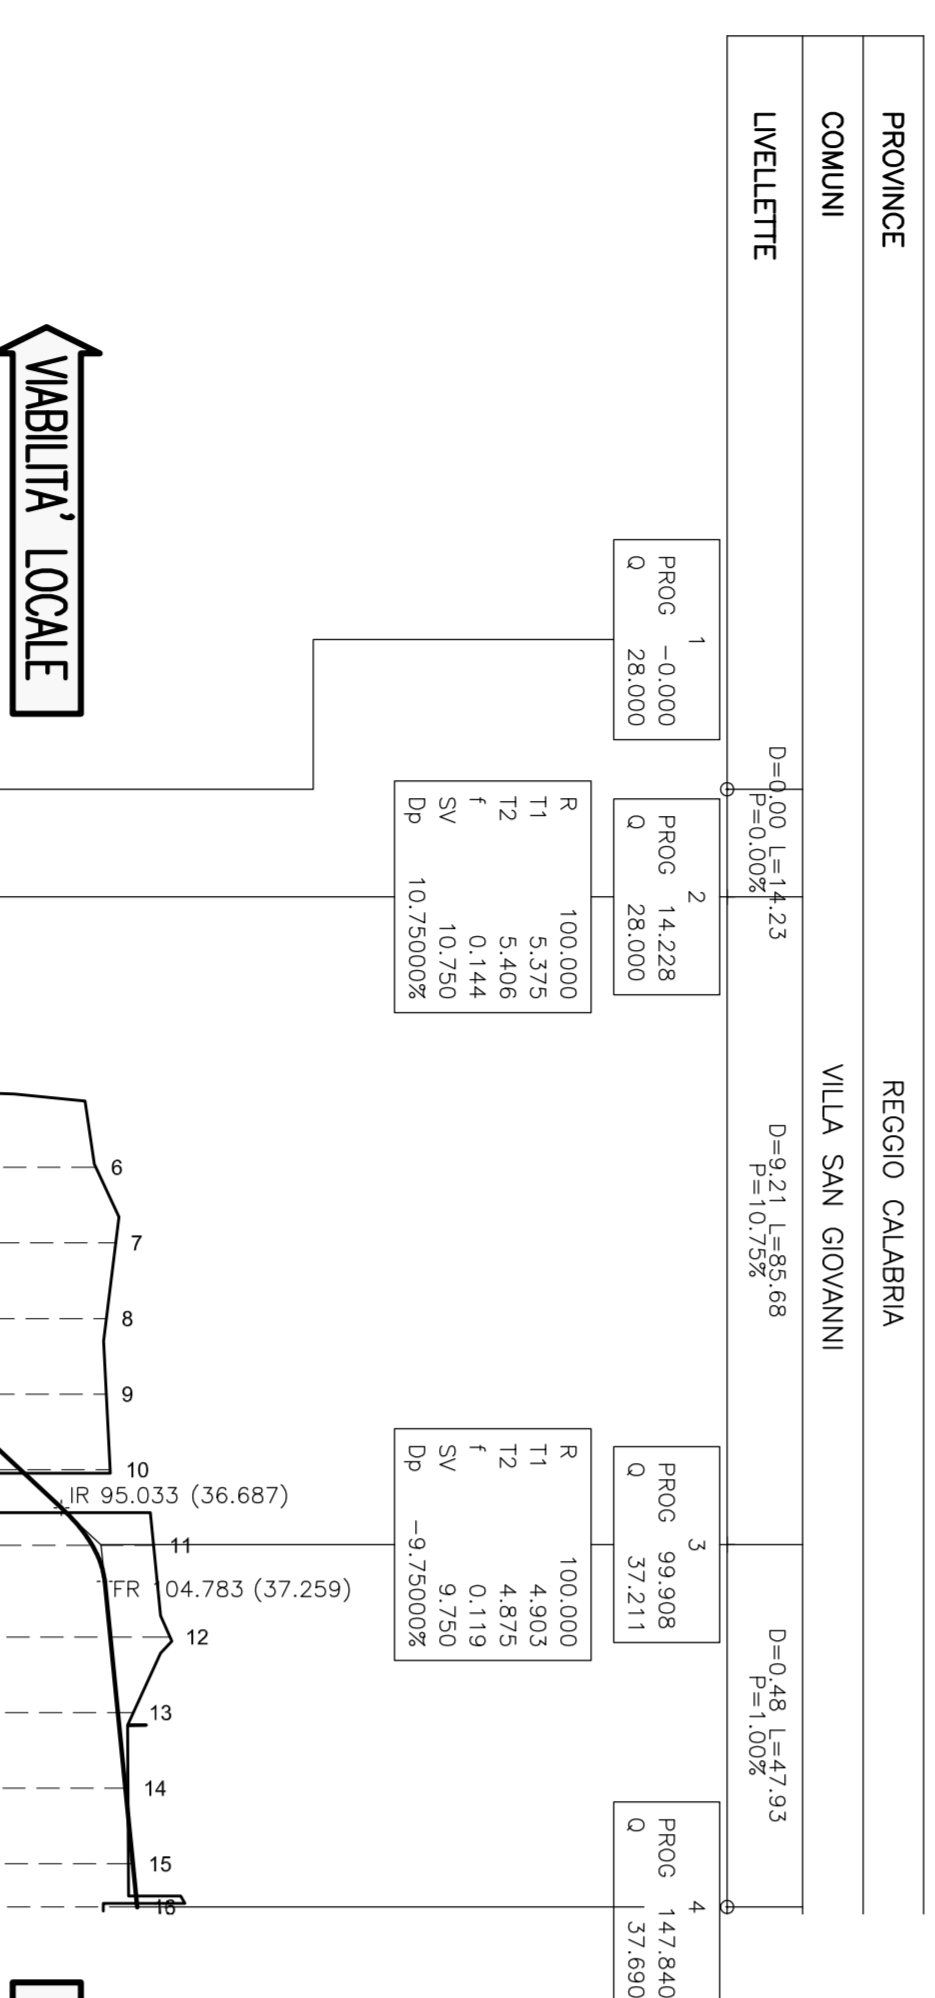 PROVINCE REGGIO CALABRIA
COMUNI VILLA SAN GIOVANNI
LIVELLETTE
D=0.00 L=14.23
P=0.00%
D=9.21 L=85.68
P=10.75%
D=0.48 L=47.93
P=1.00%
1
PROG -0.000
Q 28.000
2
PROG 14.228
Q 28.000
3
PROG 99.908
Q 37.211
4
PROG 147.840
Q 37.690
R 100.000
T1 5.375
T2 5.406
f 0.144
SV 10.750
Dp 10.75000%
R 100.000
T1 4.903
T2 4.875
f 0.119
SV 9.750
Dp -9.75000%
6
7
8
9
10
IR 95.033 (36.687)
11
FR 104.783 (37.259)
12
13
14
15
16
VIABILITA' LOCALE